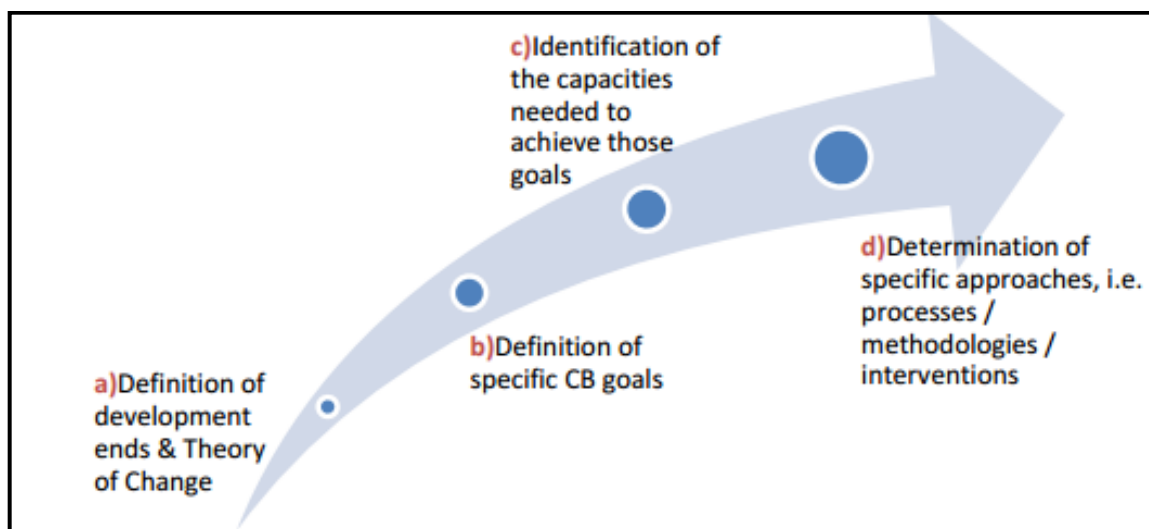 a)Definition of
development
ends & Theory
of Change
b)Definition of
specific CB goals
c)Identification of
the capacities
needed to
achieve those
goals
d)Determination of
specific approaches, i.e.
processes /
methodologies /
interventions